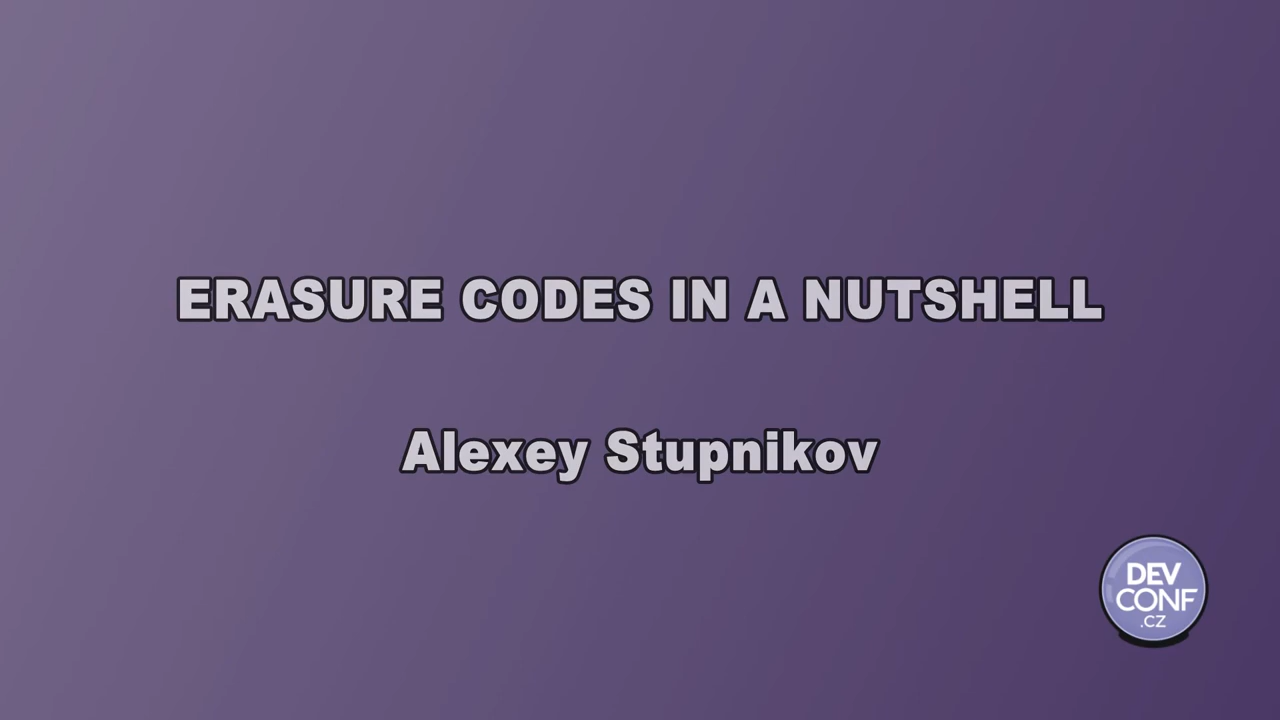 ERASURE CODES IN A NUTSHELL
Alexey Stupnikov
DEV
CONF
.CZ